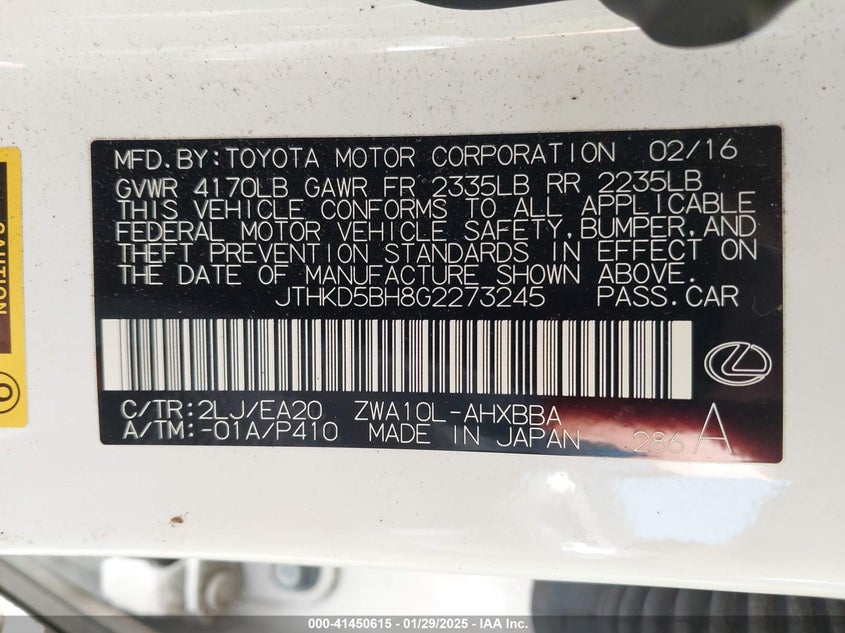 MFD.BY:TOYOTA MOTOR CORPORATION 02/16
GVWR 4170LB GAWR FR 2335LB RR 2235LB
THIS VEHICLE CONFORMS TO ALL APPLICABLE
FEDERAL MOTOR VEHICLE SAFETY,BUMPER,AND
THEFT PREVENTION STANDARDS IN EFFECT ON
THE DATE OF MANUFACTURE SHOWN ABOVE.
JTHKD5BH8G2273245 PASS.CAR
C/TR:2LJ/EA20 ZWA10L-AHXBBA
A/TM:-01A/P410 MADE IN JAPAN 286 A
CAUTION
000-41450615 - 01/29/2025 - IAA Inc.